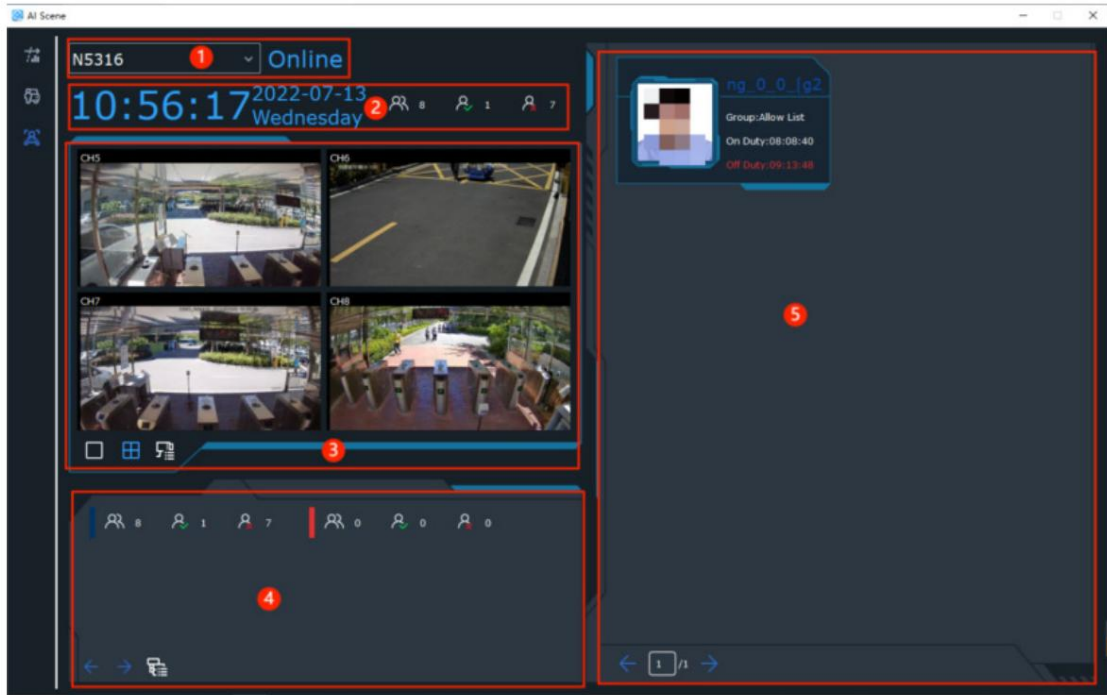 AI Scene
N5316
1
Online
10:56:17
2022-07-13
Wednesday
2
8
1
7
CH5
CH6
CH7
CH8
3
8
1
7
0
0
0
4
ng_0_0_[g2
Group:Allow List
On Duty:08:08:40
Off Duty:09:13:48
5
1 /1